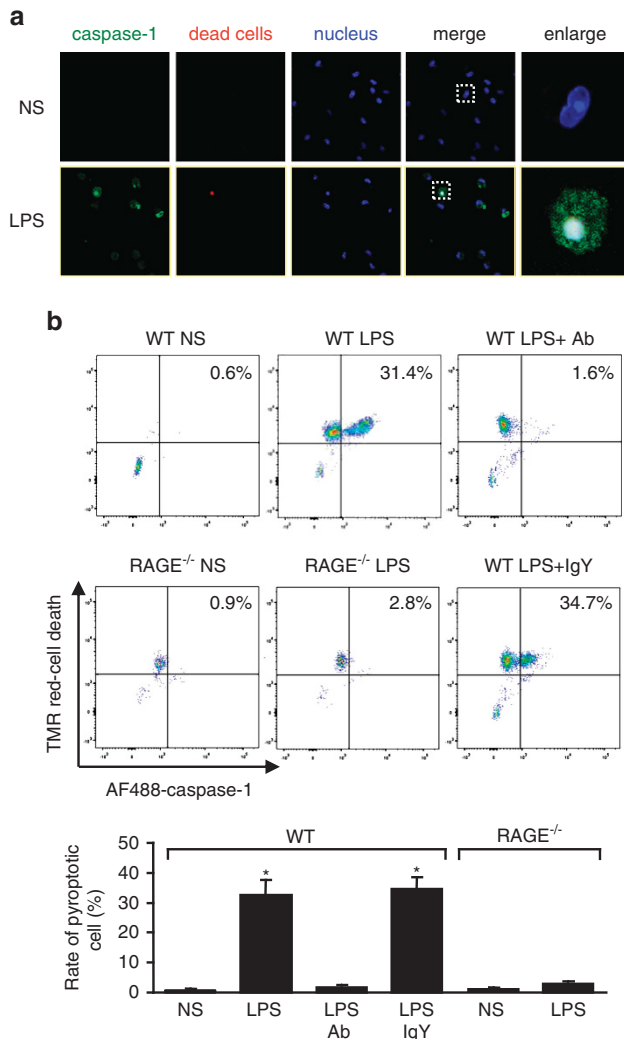 a
caspase-1 dead cells nucleus merge enlarge
NS
LPS
b
WT NS WT LPS WT LPS+ Ab
0.6% 31.4% 1.6%
RAGE-/- NS RAGE-/- LPS WT LPS+IgY
0.9% 2.8% 34.7%
TMR red-cell death
AF488-caspase-1
WT RAGE-/-
Rate of pyroptotic
cell (%)
50
40
30
20
10
0
* *
NS LPS LPS LPS NS LPS
Ab IgY